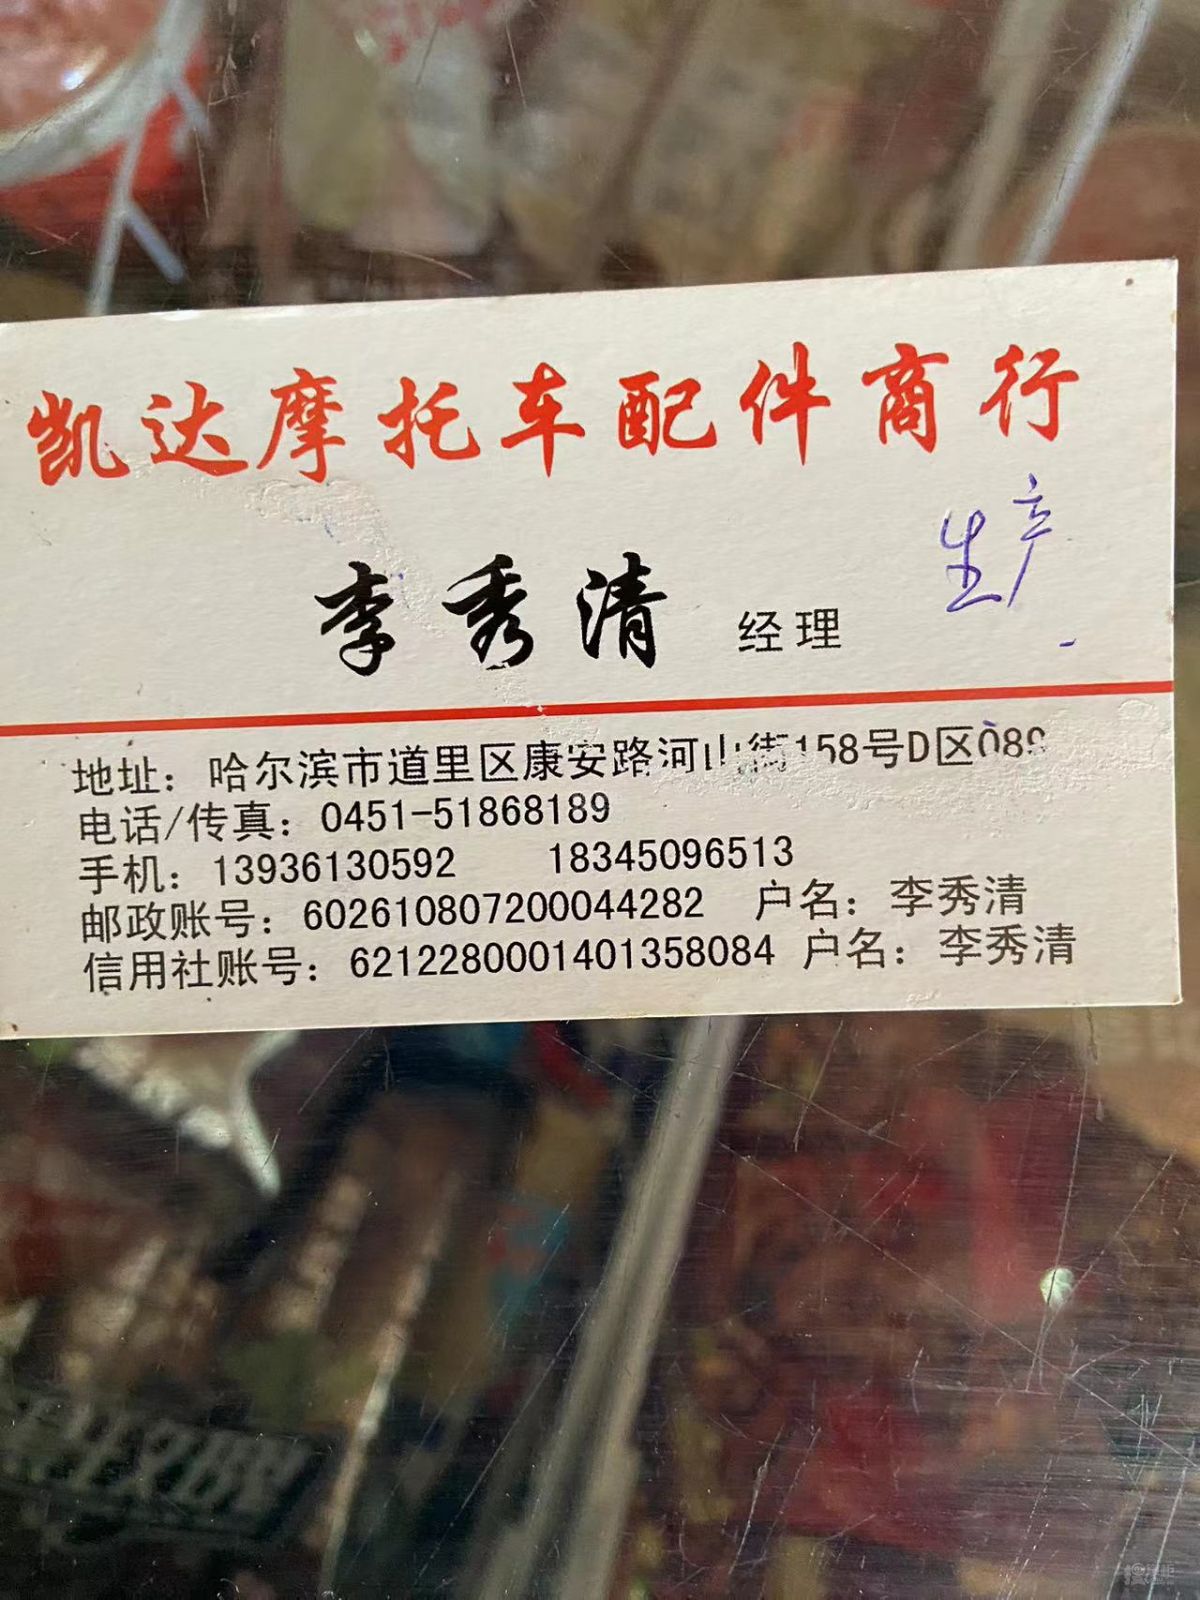 凯达摩托车配件商行
生产
李秀清 经理
地址：哈尔滨市道里区康安路河山街158号D区089
电话/传真：0451-51868189
手机：13936130592 18345096513
邮政账号：602610807200044282 户名：李秀清
信用社账号：6212280001401358084 户名：李秀清